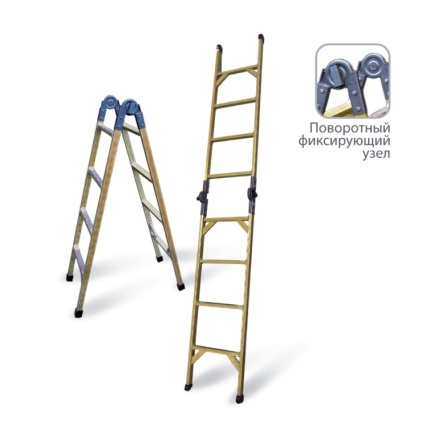 Поворотный
фиксирующий
узел